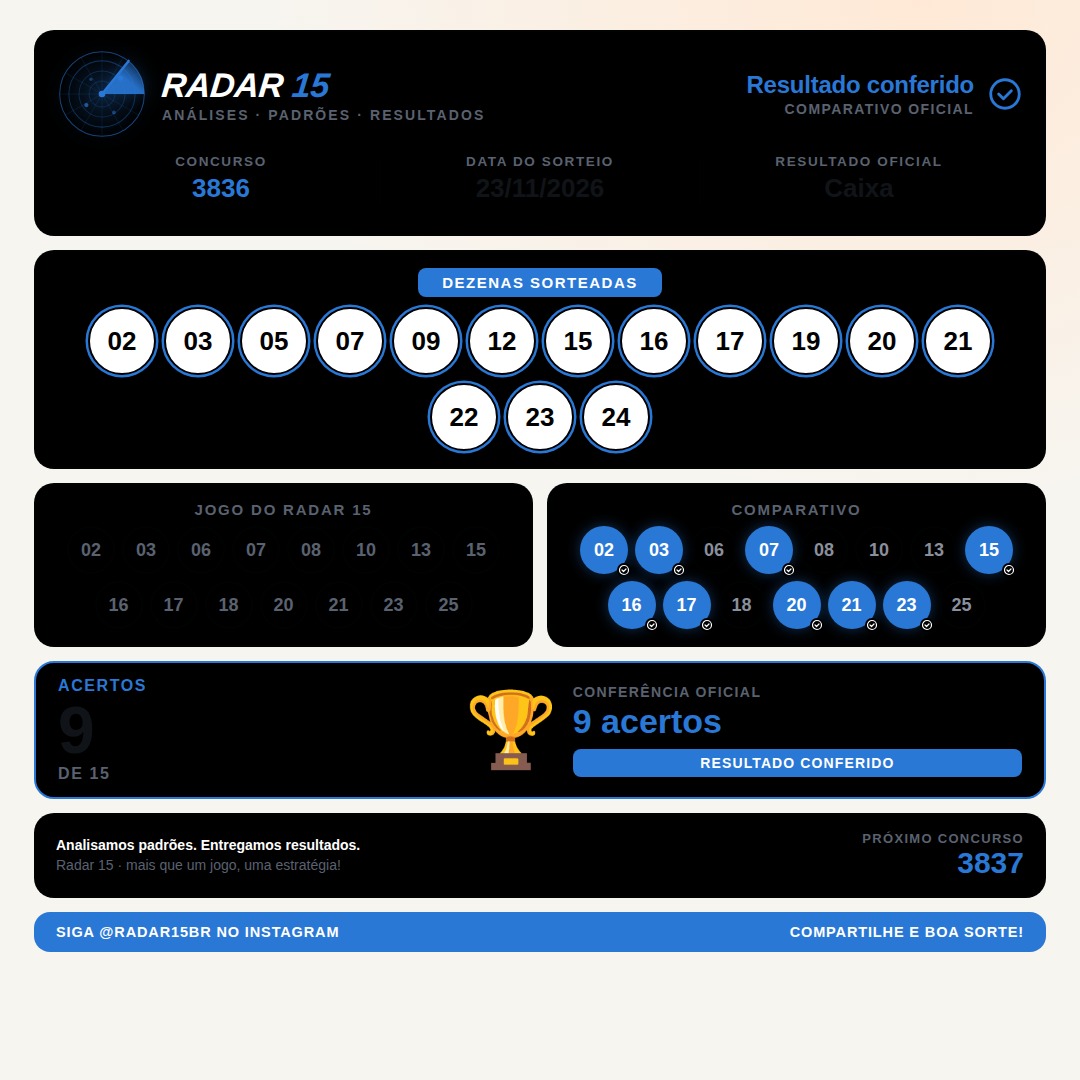 RADAR 15
ANÁLISES · PADRÕES · RESULTADOS
Resultado conferido
COMPARATIVO OFICIAL
CONCURSO
3836
DATA DO SORTEIO
23/11/2026
RESULTADO OFICIAL
Caixa
DEZENAS SORTEADAS
02 03 05 07 09 12 15 16 17 19 20 21
22 23 24
JOGO DO RADAR 15
02 03 06 07 08 10 13 15
16 17 18 20 21 23 25
COMPARATIVO
02 03 06 07 08 10 13 15
16 17 18 20 21 23 25
ACERTOS
9
DE 15
CONFERÊNCIA OFICIAL
9 acertos
RESULTADO CONFERIDO
Analisamos padrões. Entregamos resultados.
Radar 15 · mais que um jogo, uma estratégia!
PRÓXIMO CONCURSO
3837
SIGA @RADAR15BR NO INSTAGRAM
COMPARTILHE E BOA SORTE!